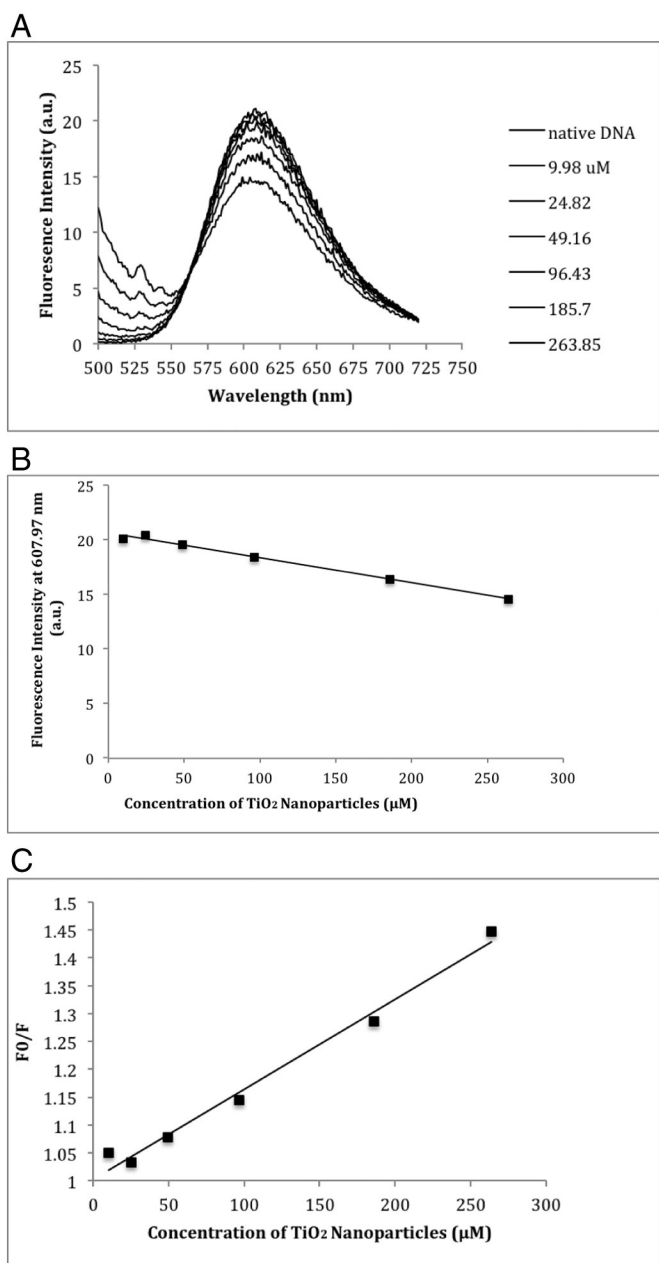 A
25
20
15
10
5
0
Fluoresence Intensity (a.u.)
500 525 550 575 600 625 650 675 700 725 750
Wavelength (nm)
native DNA
9.98 uM
24.82
49.16
96.43
185.7
263.85
B
25
20
15
10
5
0
Fluorescence Intensity at 607.97 nm
(a.u.)
0 50 100 150 200 250 300
Concentration of TiO2 Nanoparticles (µM)
C
1.5
1.45
1.4
1.35
1.3
1.25
1.2
1.15
1.1
1.05
1
F0/F
0 50 100 150 200 250 300
Concentration of TiO2 Nanoparticles (µM)